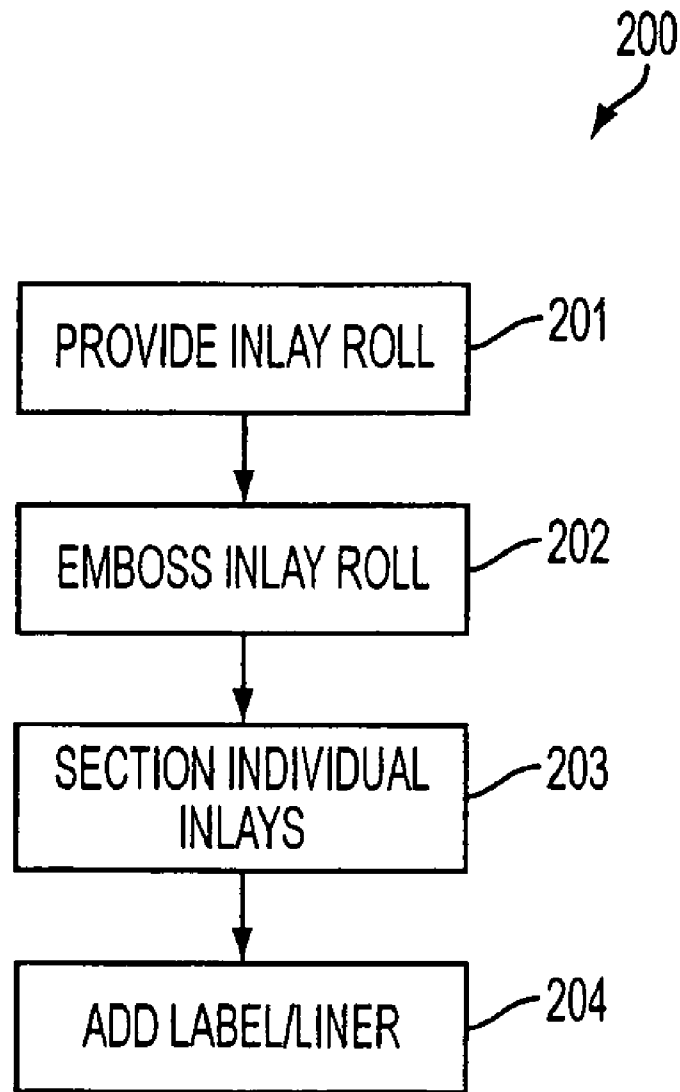 200
PROVIDE INLAY ROLL
201
EMBOSS INLAY ROLL
202
SECTION INDIVIDUAL
INLAYS
203
ADD LABEL/LINER
204